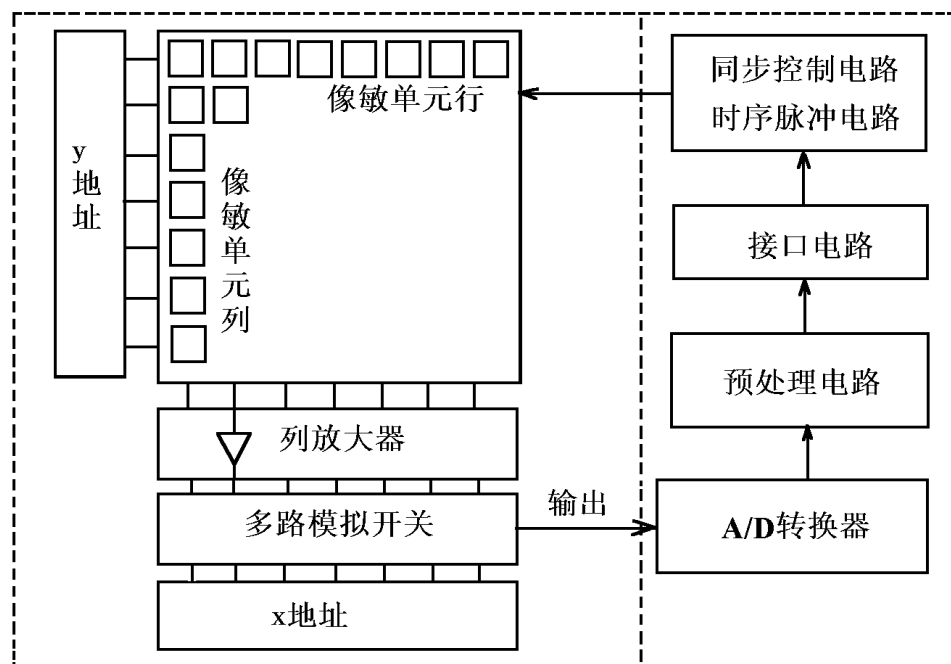 像敏单元行
像敏单元列
y地址
列放大器
多路模拟开关
x地址
输出
同步控制电路
时序脉冲电路
接口电路
预处理电路
A/D转换器